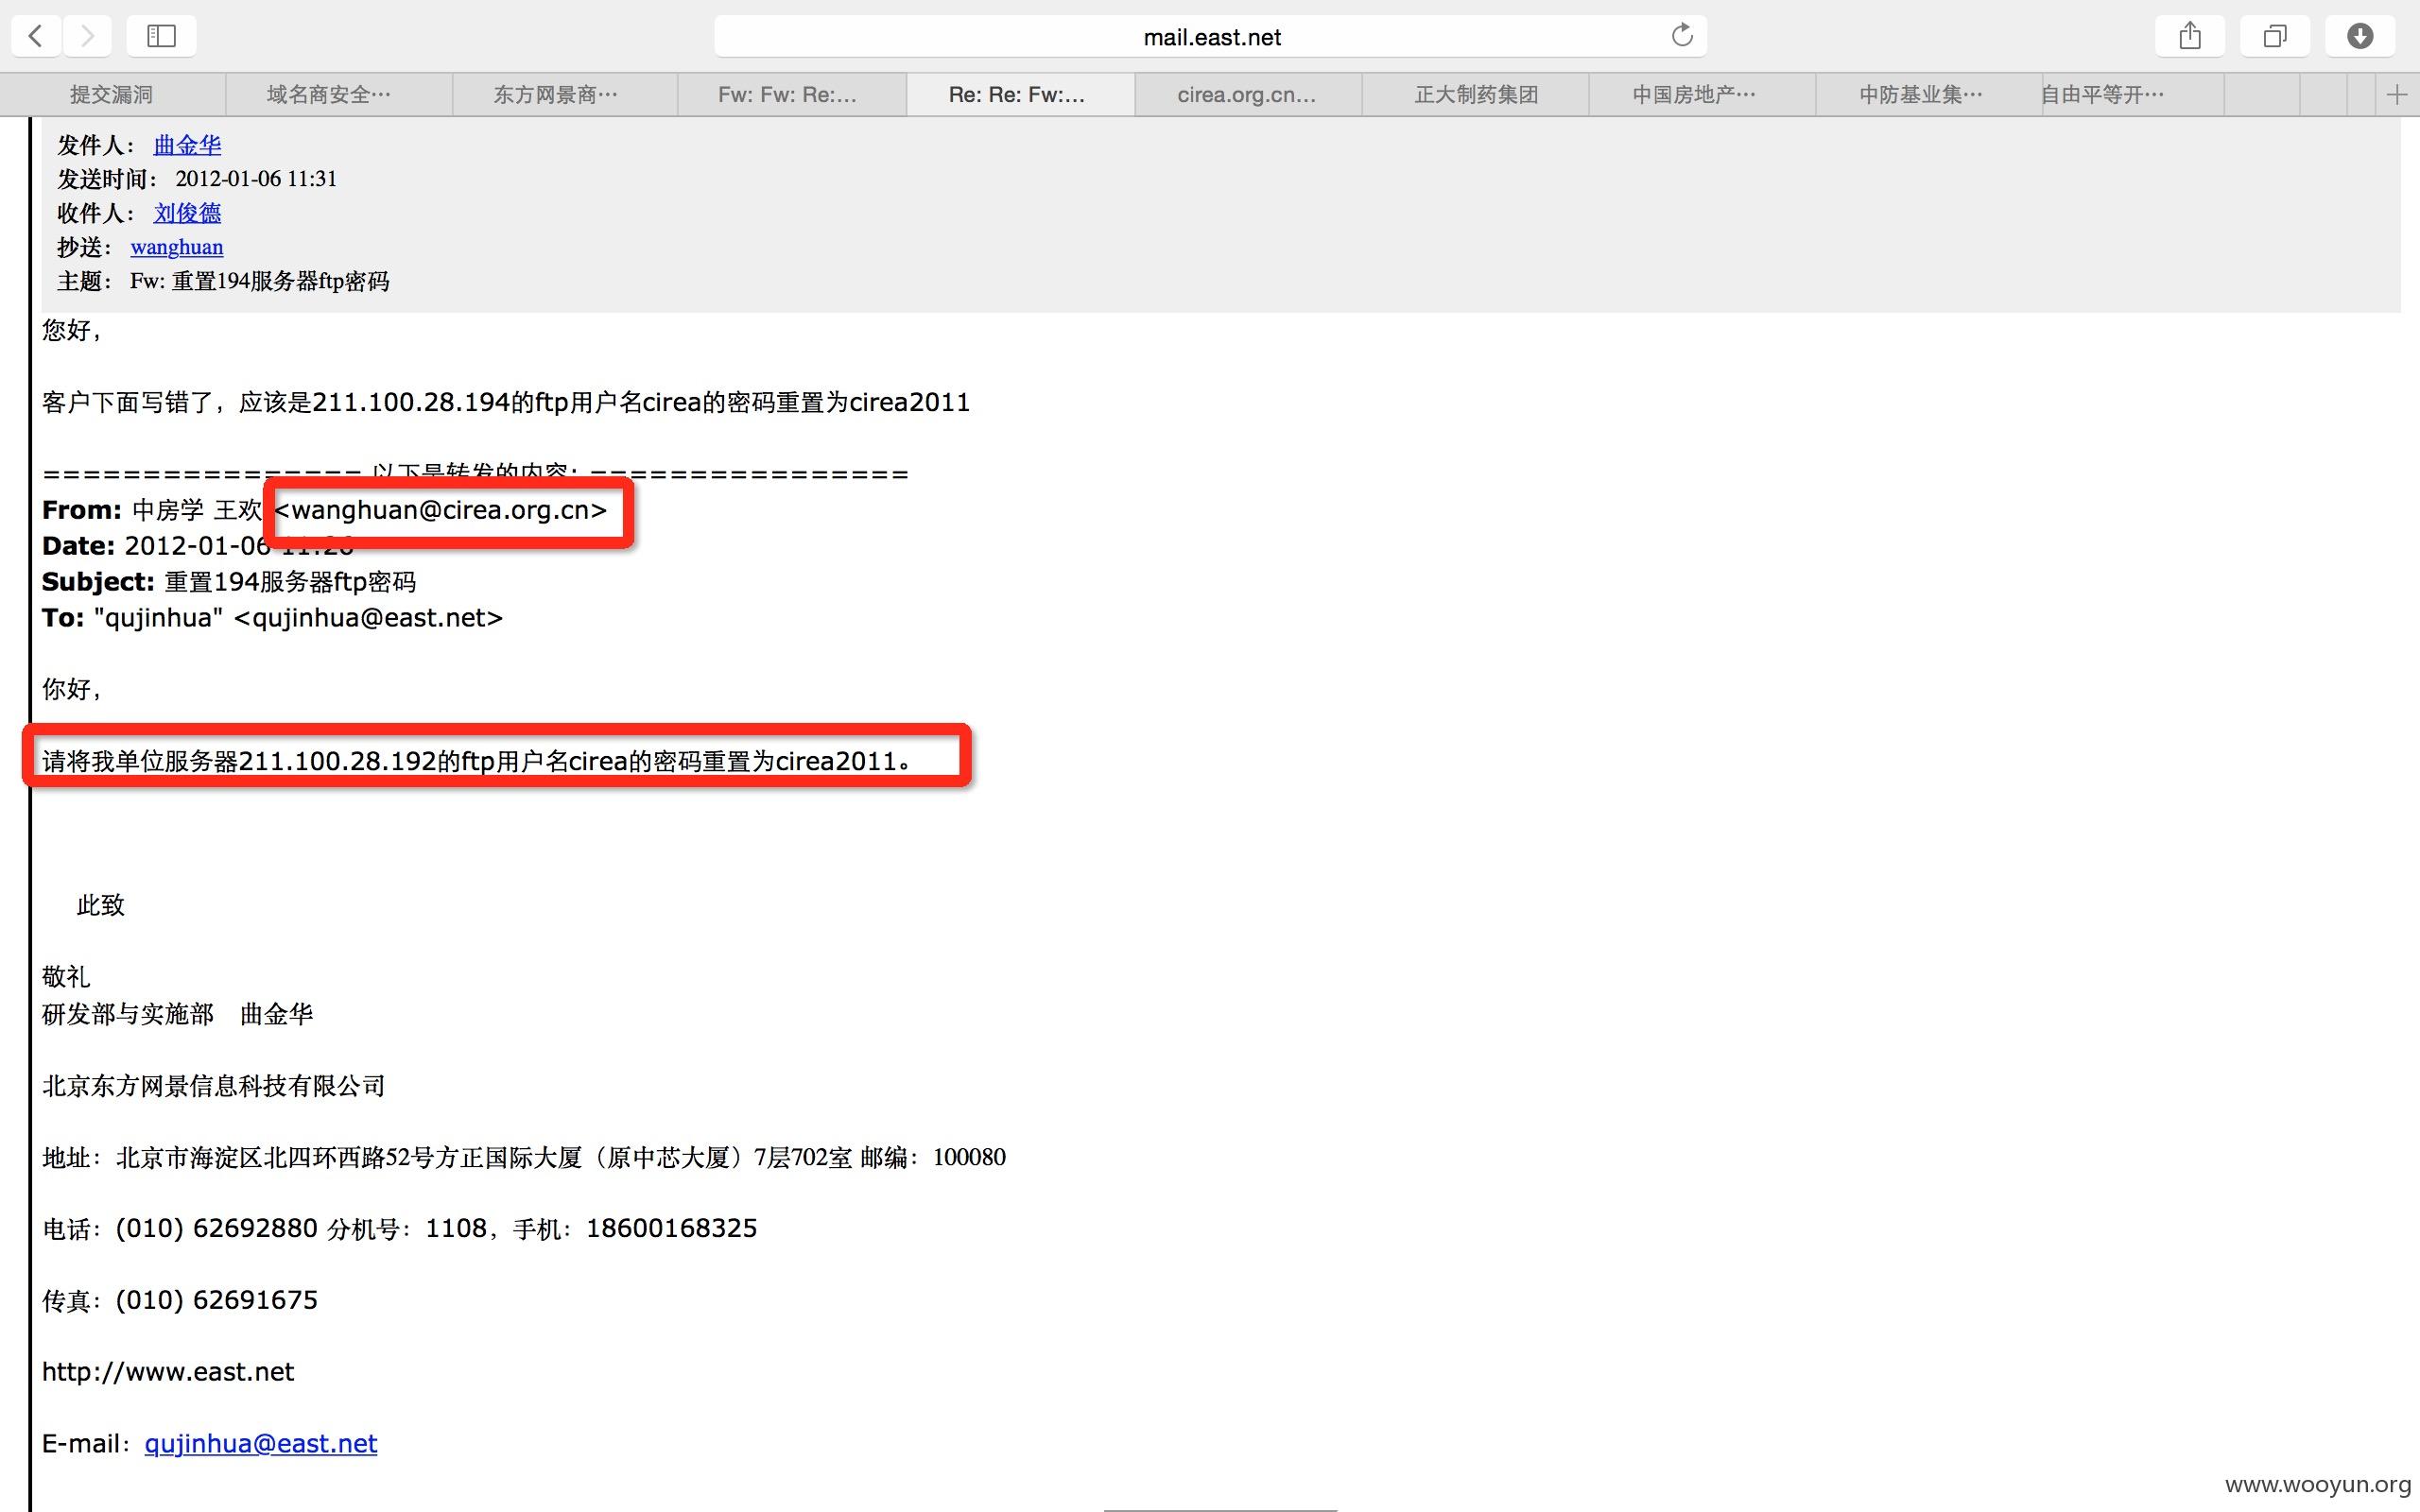 mail.east.net
提交漏洞
域名商安全…
东方网景商…
Fw: Fw: Re:...
Re: Re: Fw:...
cirea.org.cn...
正大制药集团
中国房地产…
中防基业集…
自由平等开…
发件人： 曲金华
发送时间： 2012-01-06 11:31
收件人： 刘俊德
抄送： wanghuan
主题： Fw: 重置194服务器ftp密码
您好，
客户下面写错了，应该是211.100.28.194的ftp用户名cirea的密码重置为cirea2011
================ 以下是转发的内容：================
From: 中房学 王欢 <wanghuan@cirea.org.cn>
Date: 2012-01-06 11:26
Subject: 重置194服务器ftp密码
To: "qujinhua" <qujinhua@east.net>
你好，
请将我单位服务器211.100.28.192的ftp用户名cirea的密码重置为cirea2011。
此致
敬礼
研发部与实施部 曲金华
北京东方网景信息科技有限公司
地址：北京市海淀区北四环西路52号方正国际大厦（原中芯大厦）7层702室 邮编：100080
电话：(010) 62692880 分机号：1108，手机：18600168325
传真：(010) 62691675
http://www.east.net
E-mail：qujinhua@east.net
www.wooyun.org